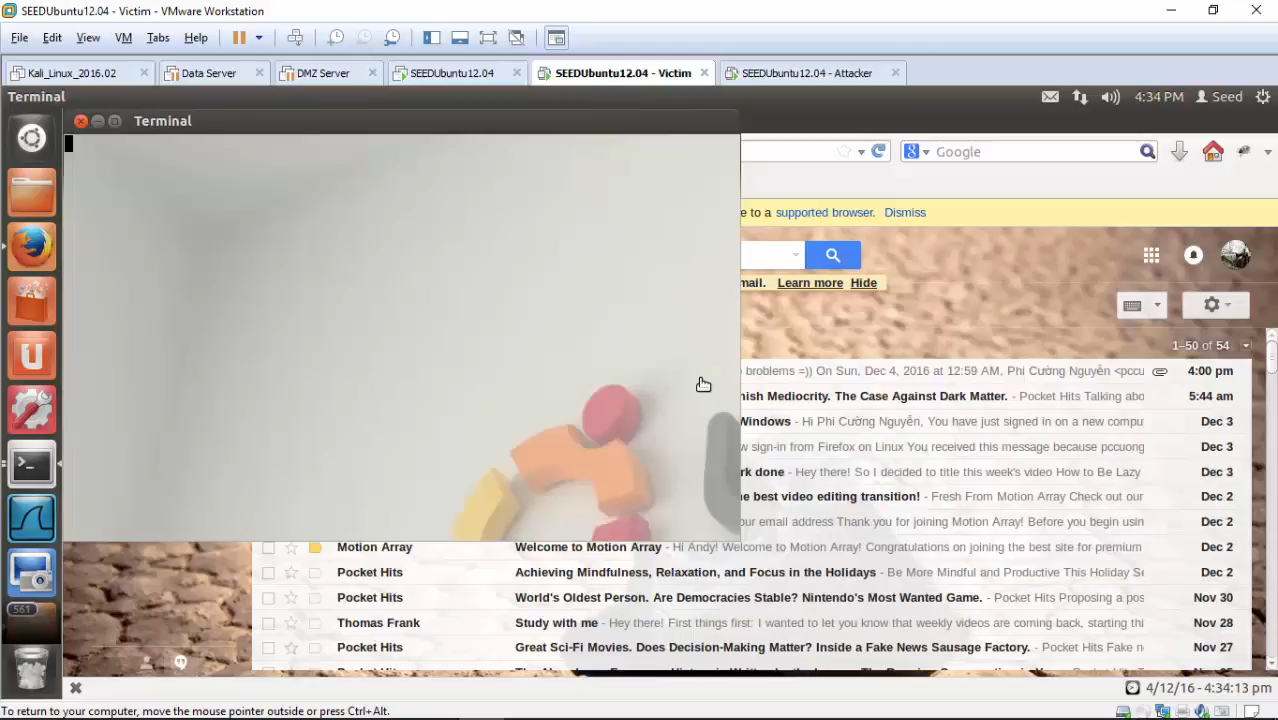 SEEDUbuntu12.04 - Victim - VMware Workstation
File Edit View VM Tabs Help
Kali_Linux_2016.02 Data Server DMZ Server SEEDUbuntu12.04 SEEDUbuntu12.04 - Victim SEEDUbuntu12.04 - Attacker
Terminal 4:34 PM Seed
Terminal
Google
e to a supported browser. Dismiss
mail. Learn more Hide
1–50 of 54
broblems =)) On Sun, Dec 4, 2016 at 12:59 AM, Phi Cường Nguyễn <pccu 4:00 pm
nish Mediocrity. The Case Against Dark Matter. - Pocket Hits Talking abo 5:44 am
Windows - Hi Phi Cường Nguyễn, You have just signed in on a new compu Dec 3
w sign-in from Firefox on Linux You received this message because pccuong Dec 3
rk done - Hey there! So I decided to title this week's video How to Be Lazy Dec 3
e best video editing transition! - Fresh From Motion Array Check out our Dec 2
our email address Thank you for joining Motion Array! Before you begin usin Dec 2
Motion Array Welcome to Motion Array - Hi Andy! Welcome to Motion Array! Congratulations on joining the best site for premium Dec 2
Pocket Hits Achieving Mindfulness, Relaxation, and Focus in the Holidays - Be More Mindful and Productive This Holiday Se Dec 2
Pocket Hits World's Oldest Person. Are Democracies Stable? Nintendo's Most Wanted Game. - Pocket Hits Proposing a pos Nov 30
Thomas Frank Study with me - Hey there! First things first: I wanted to let you know that weekly videos are coming back, starting thi Nov 28
Pocket Hits Great Sci-Fi Movies. Does Decision-Making Matter? Inside a Fake News Sausage Factory. - Pocket Hits Fake n Nov 27
561
4/12/16 - 4:34:13 pm
To return to your computer, move the mouse pointer outside or press Ctrl+Alt.